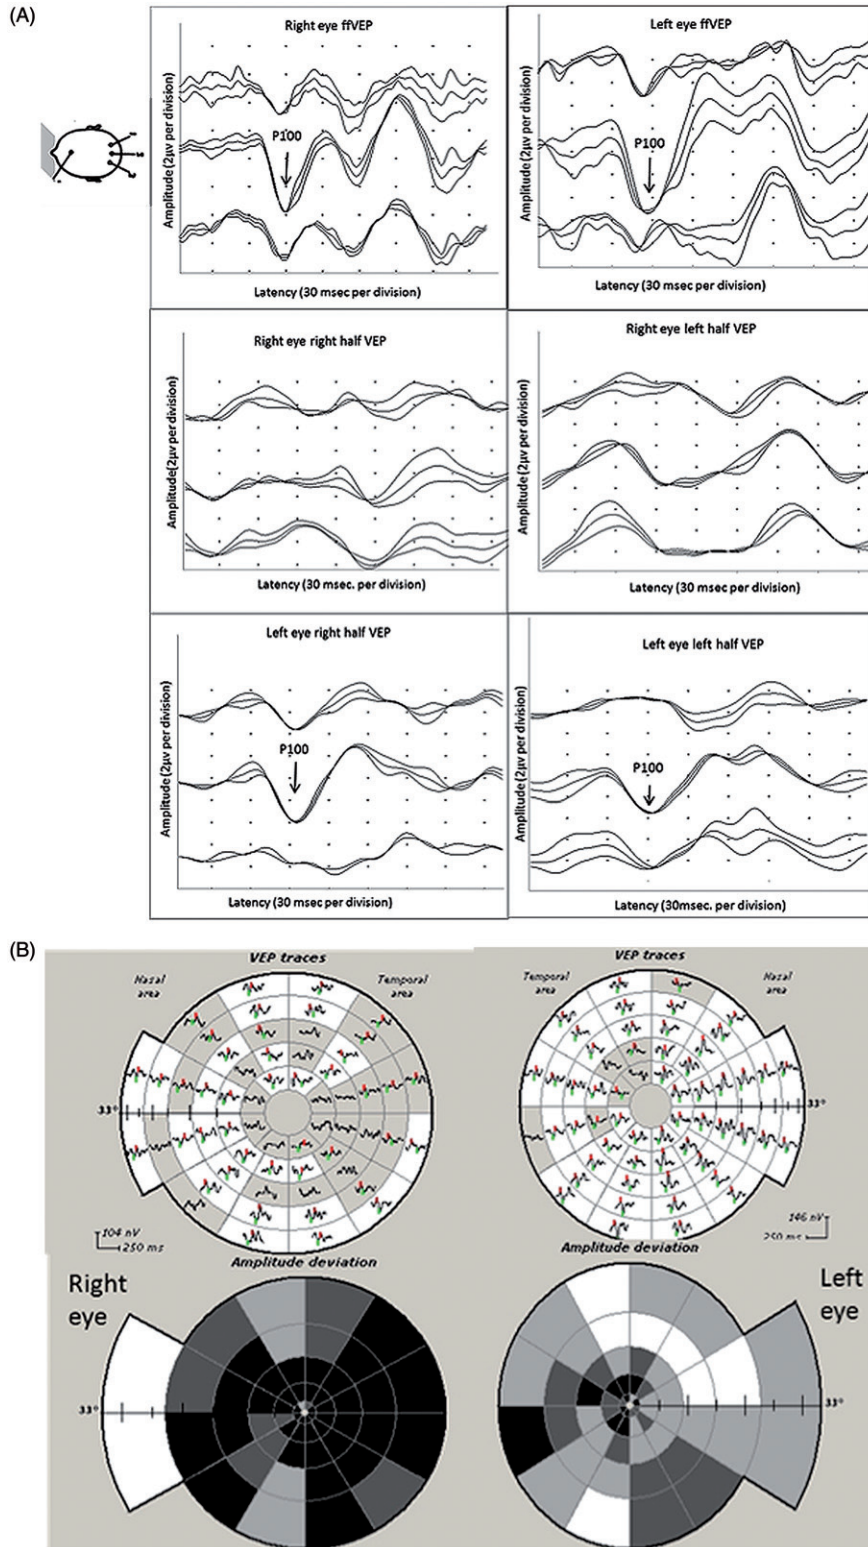 (A)
Right eye ffVEP
Amplitude (2µv per division)
P100
Latency (30 msec per division)
Left eye ffVEP
Amplitude (2µv per division)
P100
Latency (30 msec per division)
Right eye right half VEP
Amplitude (2µv per division)
Latency (30 msec. per division)
Right eye left half VEP
Amplitude (2µv per division)
Latency (30 msec per division)
Left eye right half VEP
Amplitude (2µv per division)
P100
Latency (30 msec per division)
Left eye left half VEP
Amplitude (2µv per division)
P100
Latency (30msec. per division)
(B)
VEP traces
Nasal area
Temporal area
33°
104 nV
250 ms
VEP traces
Temporal area
Nasal area
33°
146 nV
250 ms
Amplitude deviation
Right eye
33°
Amplitude deviation
Left eye
33°